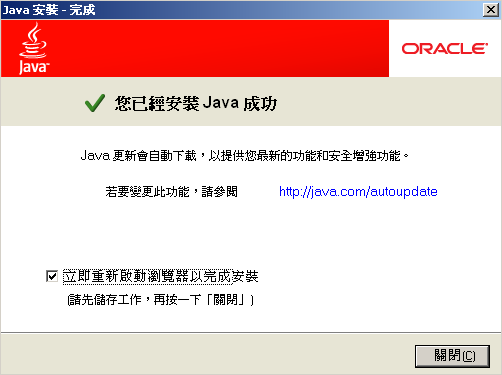 Java 安裝 - 完成
Java
ORACLE
您已經安裝 Java 成功
Java 更新會自動下載，以提供您最新的功能和安全增強功能。
若要變更此功能，請參閱 http://java.com/autoupdate
立即重新啟動瀏覽器以完成安裝
(請先儲存工作，再按一下「關閉」)
關閉(C)